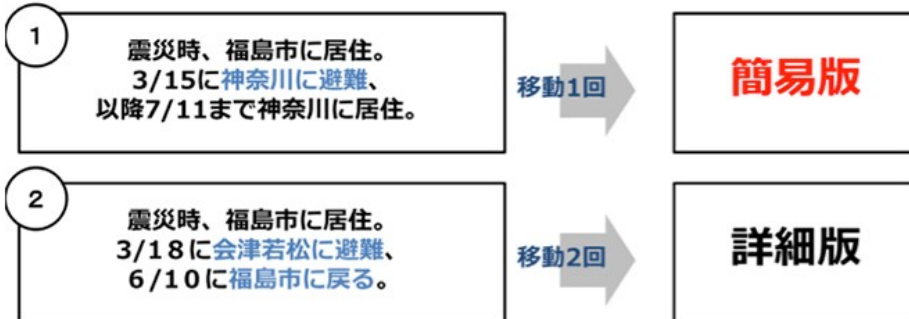 1
震災時、福島市に居住。
3/15に神奈川に避難、
以降7/11まで神奈川に居住。
移動1回
簡易版
2
震災時、福島市に居住。
3/18に会津若松に避難、
6/10に福島市に戻る。
移動2回
詳細版